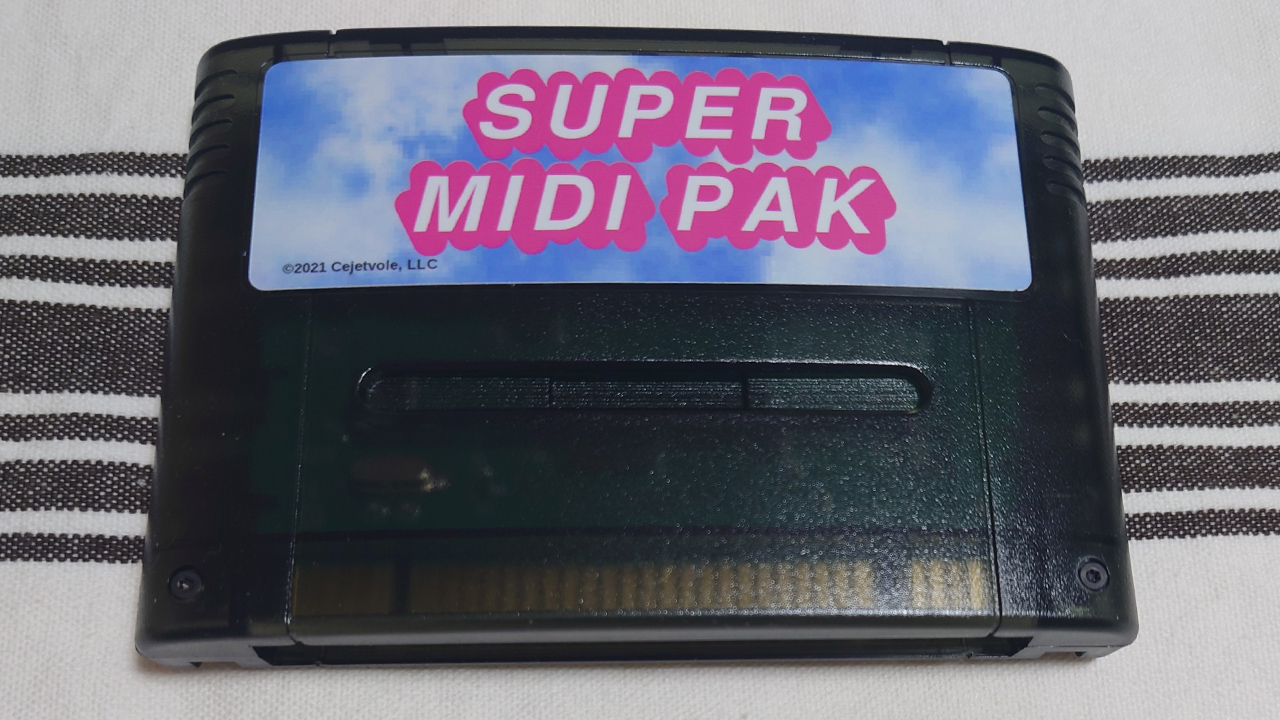 SUPER
MIDI PAK
©2021 Cejetvole, LLC